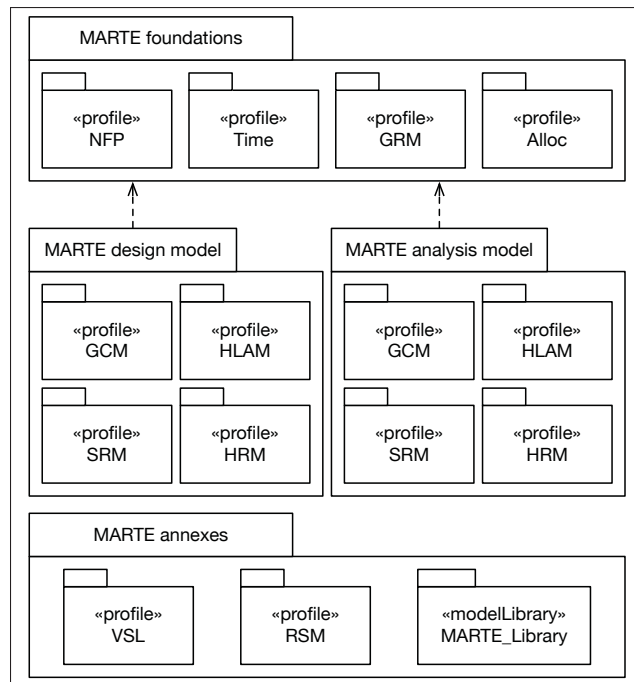 MARTE foundations
«profile»
NFP
«profile»
Time
«profile»
GRM
«profile»
Alloc
MARTE design model
«profile»
GCM
«profile»
HLAM
«profile»
SRM
«profile»
HRM
MARTE analysis model
«profile»
GCM
«profile»
HLAM
«profile»
SRM
«profile»
HRM
MARTE annexes
«profile»
VSL
«profile»
RSM
«modelLibrary»
MARTE_Library